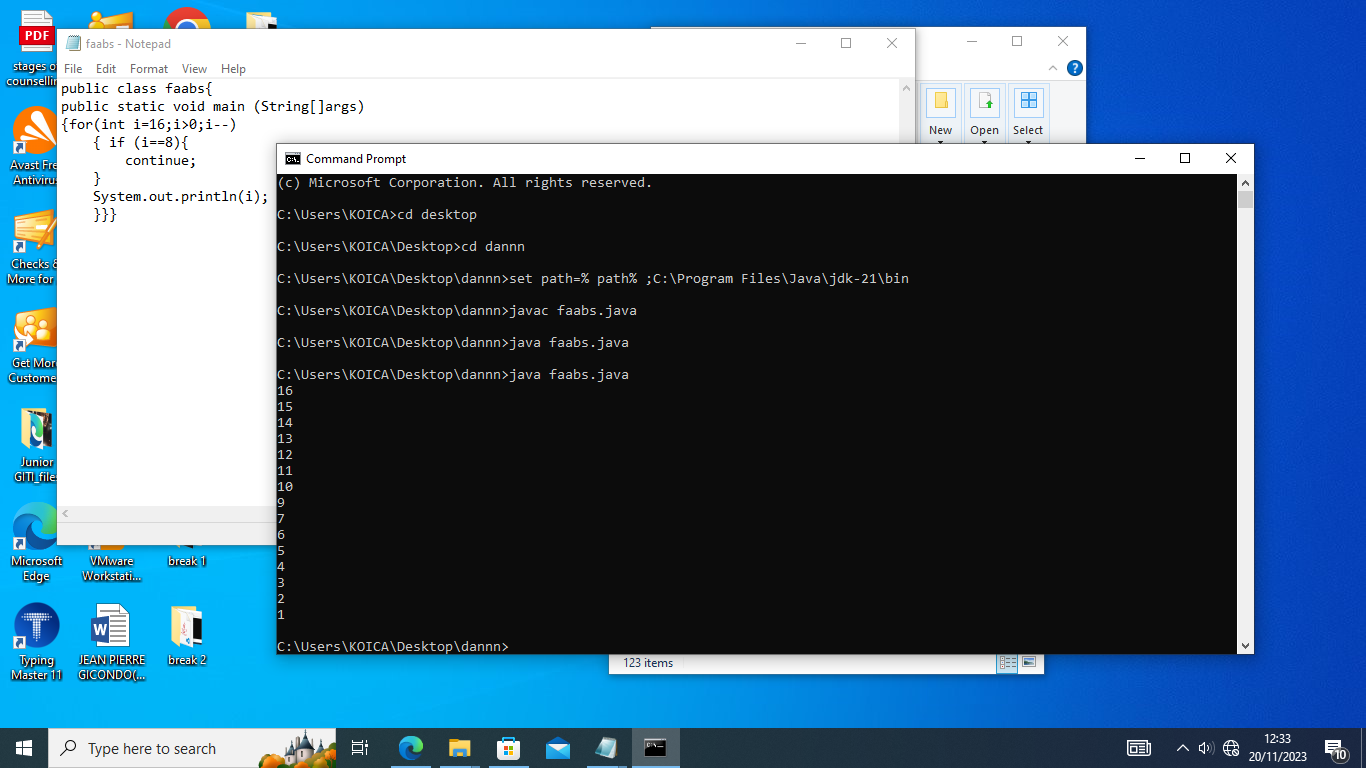 PDF
stages o
counsellin
Avast Fre
Antivirus
Checks &
More for
Get More
Custome
Junior
GITI_files
Microsoft
Edge
VMware
Workstati...
break 1
Typing
Master 11
JEAN PIERRE
GICONDO(...
break 2
faabs - Notepad
File Edit Format View Help
public class faabs{
public static void main (String[]args)
{for(int i=16;i>0;i--)
{ if (i==8){
continue;
}
System.out.println(i);
}}}
New
Open
Select
Command Prompt
(c) Microsoft Corporation. All rights reserved.
C:\Users\KOICA>cd desktop
C:\Users\KOICA\Desktop>cd dannn
C:\Users\KOICA\Desktop\dannn>set path=% path% ;C:\Program Files\Java\jdk-21\bin
C:\Users\KOICA\Desktop\dannn>javac faabs.java
C:\Users\KOICA\Desktop\dannn>java faabs.java
C:\Users\KOICA\Desktop\dannn>java faabs.java
16
15
14
13
12
11
10
9
7
6
5
4
3
2
1
C:\Users\KOICA\Desktop\dannn>
123 items
Type here to search
12:33
20/11/2023
10